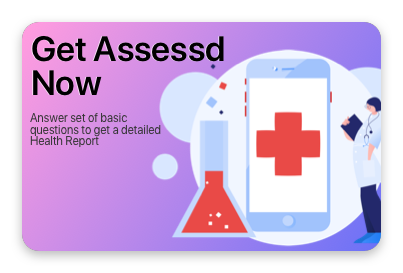 Get Assessd
Now
Answer set of basic
questions to get a detailed
Health Report